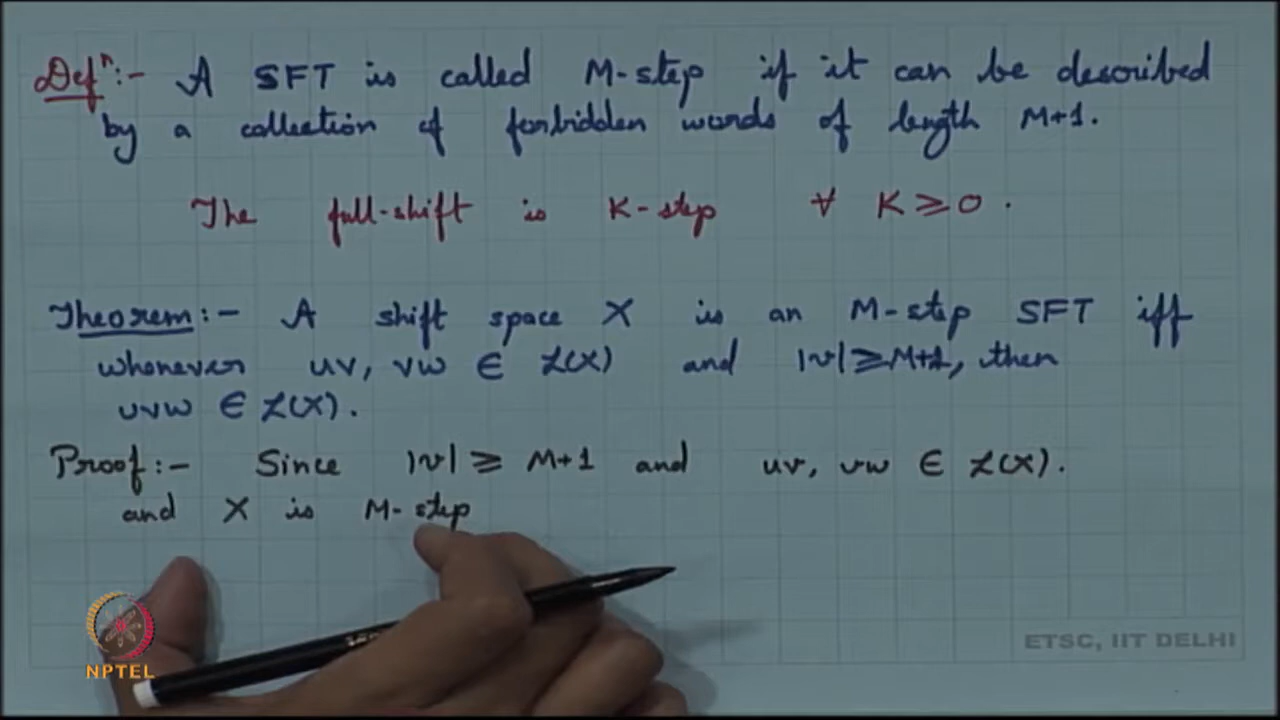 Defⁿ:- A SFT is called M-step if it can be described
by a collection of forbidden words of length M+1.
The full-shift is K-step ∀ K ≥ 0.
Theorem:- A shift space X is an M-step SFT iff
whenever uv, vw ∈ L(X) and |v| ≥ M+1, then
uvw ∈ L(X).
Proof:- Since |v| ≥ M+1 and uv, vw ∈ L(X).
and X is M-step
ETSC, IIT DELHI
NPTEL